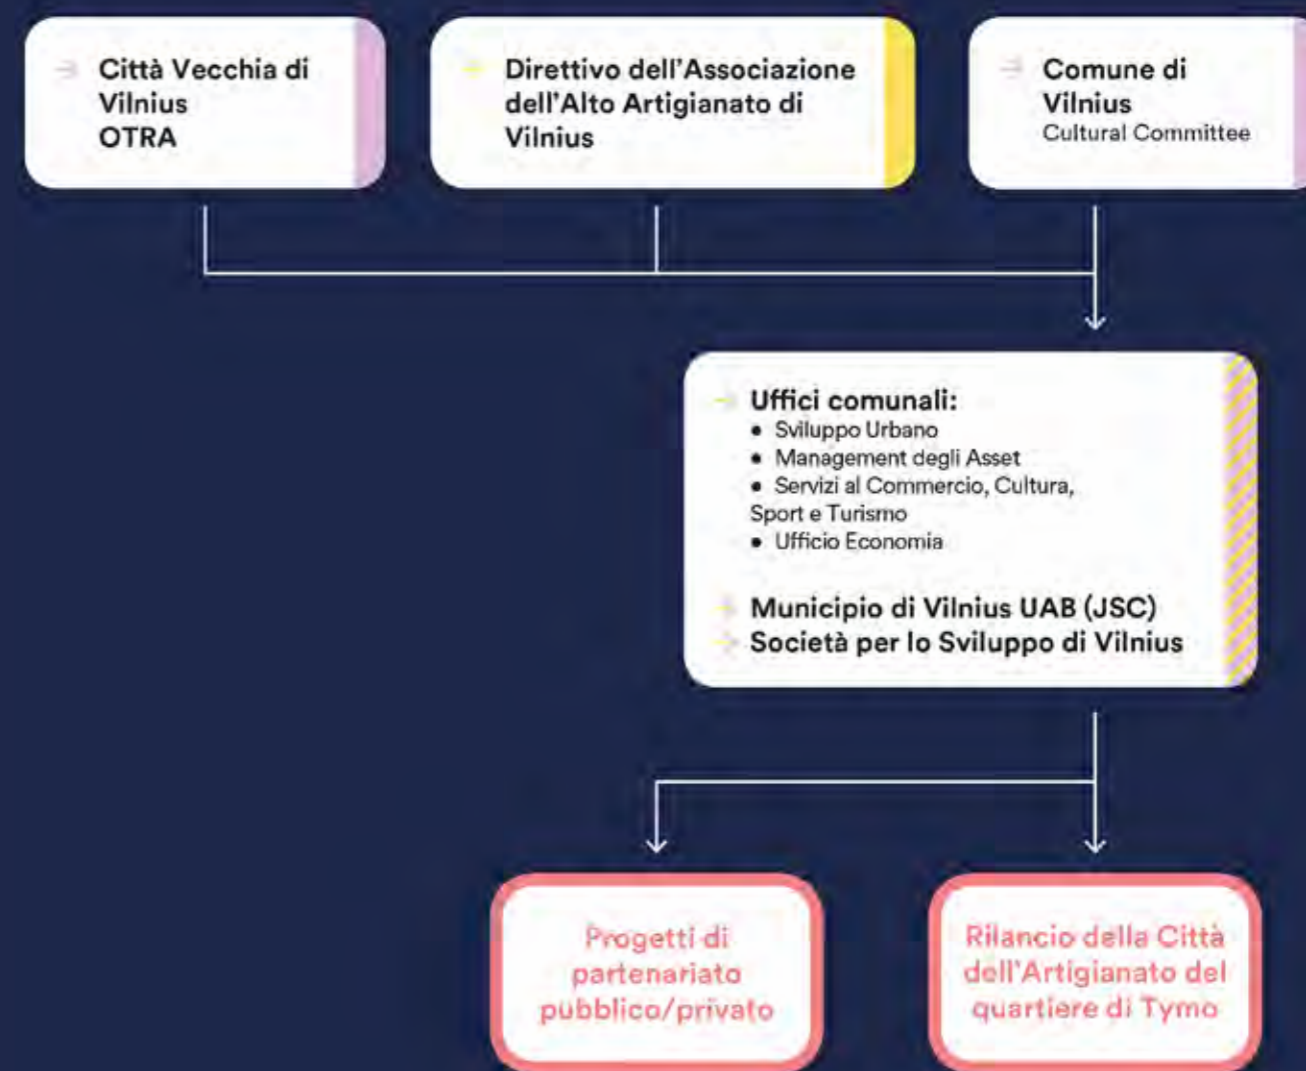 Città Vecchia di
Vilnius
OTRA
Direttivo dell'Associazione
dell'Alto Artigianato di
Vilnius
Comune di
Vilnius
Cultural Committee
Uffici comunali:
• Sviluppo Urbano
• Management degli Asset
• Servizi al Commercio, Cultura,
Sport e Turismo
• Ufficio Economia
Municipio di Vilnius UAB (JSC)
Società per lo Sviluppo di Vilnius
Progetti di
partenariato
pubblico/privato
Rilancio della Città
dell'Artigianato del
quartiere di Tymo